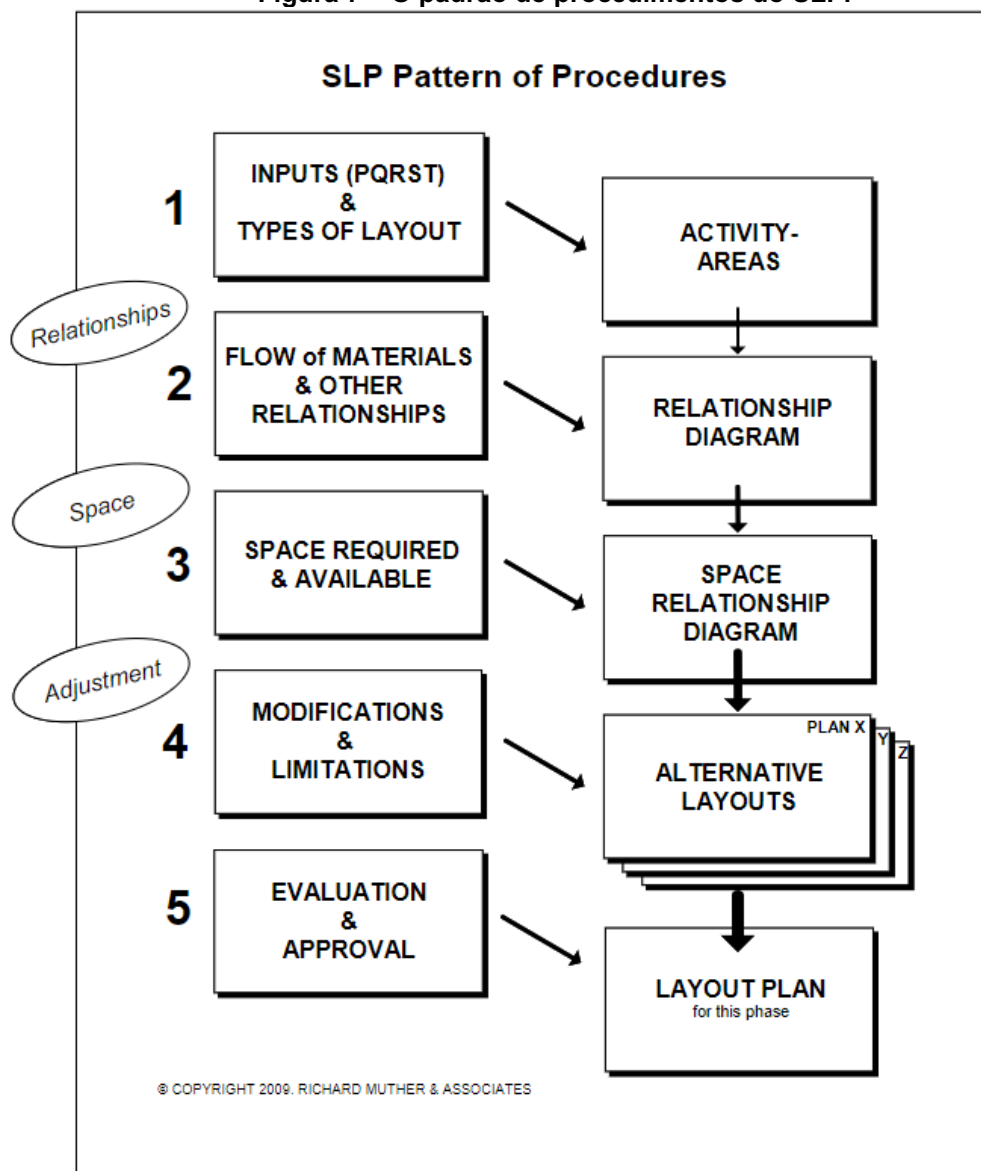 Figura – O padrão de procedimentos do SLP.
SLP Pattern of Procedures
1
INPUTS (PQRST)
&
TYPES OF LAYOUT
ACTIVITY-
AREAS
Relationships
2
FLOW of MATERIALS
& OTHER
RELATIONSHIPS
RELATIONSHIP
DIAGRAM
Space
3
SPACE REQUIRED
& AVAILABLE
SPACE
RELATIONSHIP
DIAGRAM
Adjustment
4
MODIFICATIONS
&
LIMITATIONS
PLAN X
Y
Z
ALTERNATIVE
LAYOUTS
5
EVALUATION
&
APPROVAL
LAYOUT PLAN
for this phase
© COPYRIGHT 2009. RICHARD MUTHER & ASSOCIATES